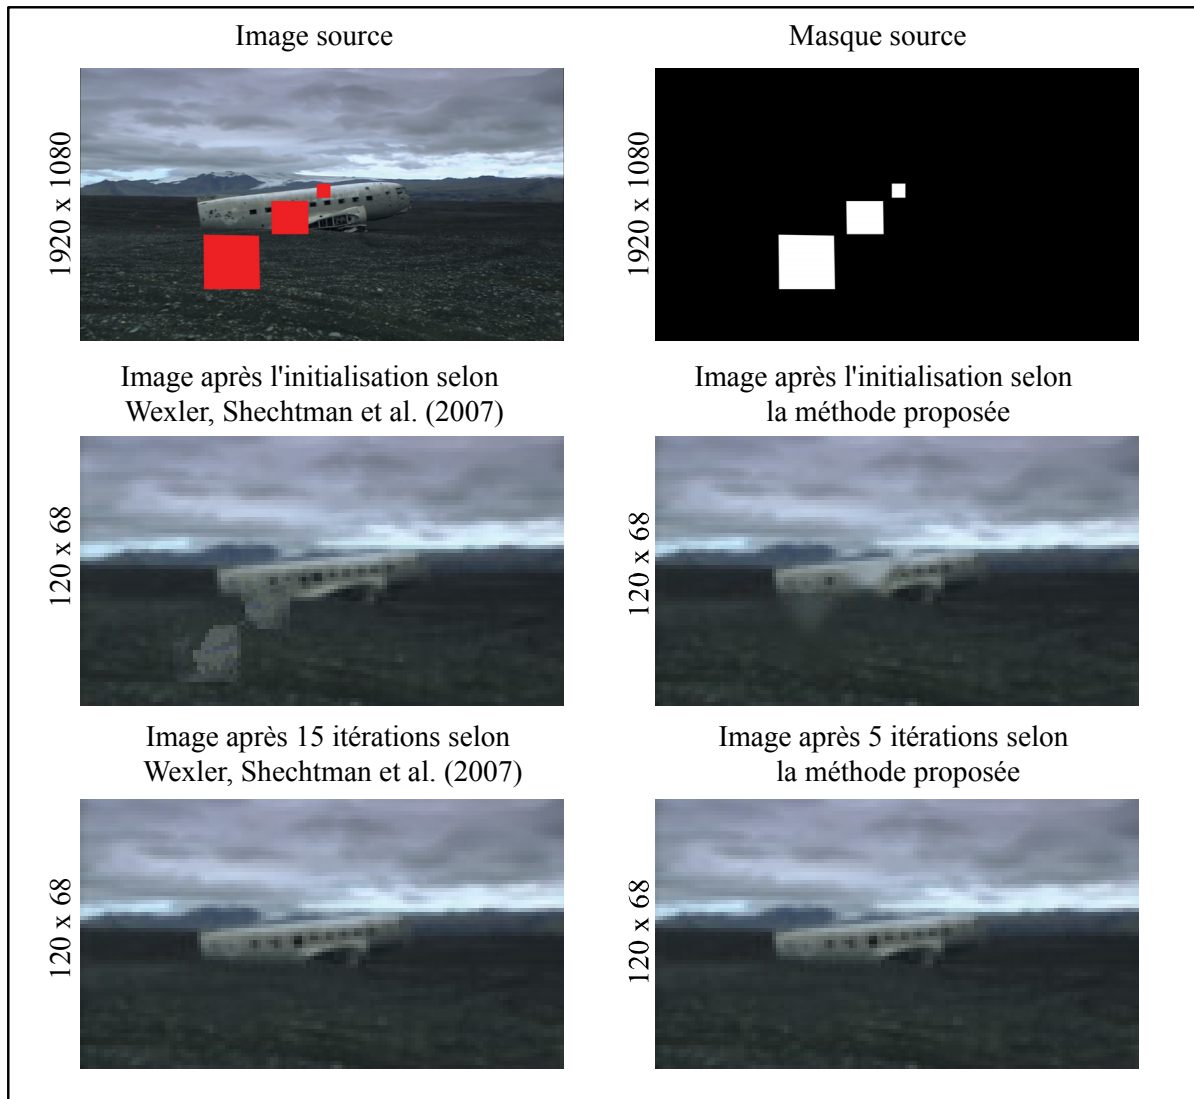 Image source
Masque source
1920 x 1080
1920 x 1080
Image après l'initialisation selon
Wexler, Shechtman et al. (2007)
Image après l'initialisation selon
la méthode proposée
120 x 68
120 x 68
Image après 15 itérations selon
Wexler, Shechtman et al. (2007)
Image après 5 itérations selon
la méthode proposée
120 x 68
120 x 68